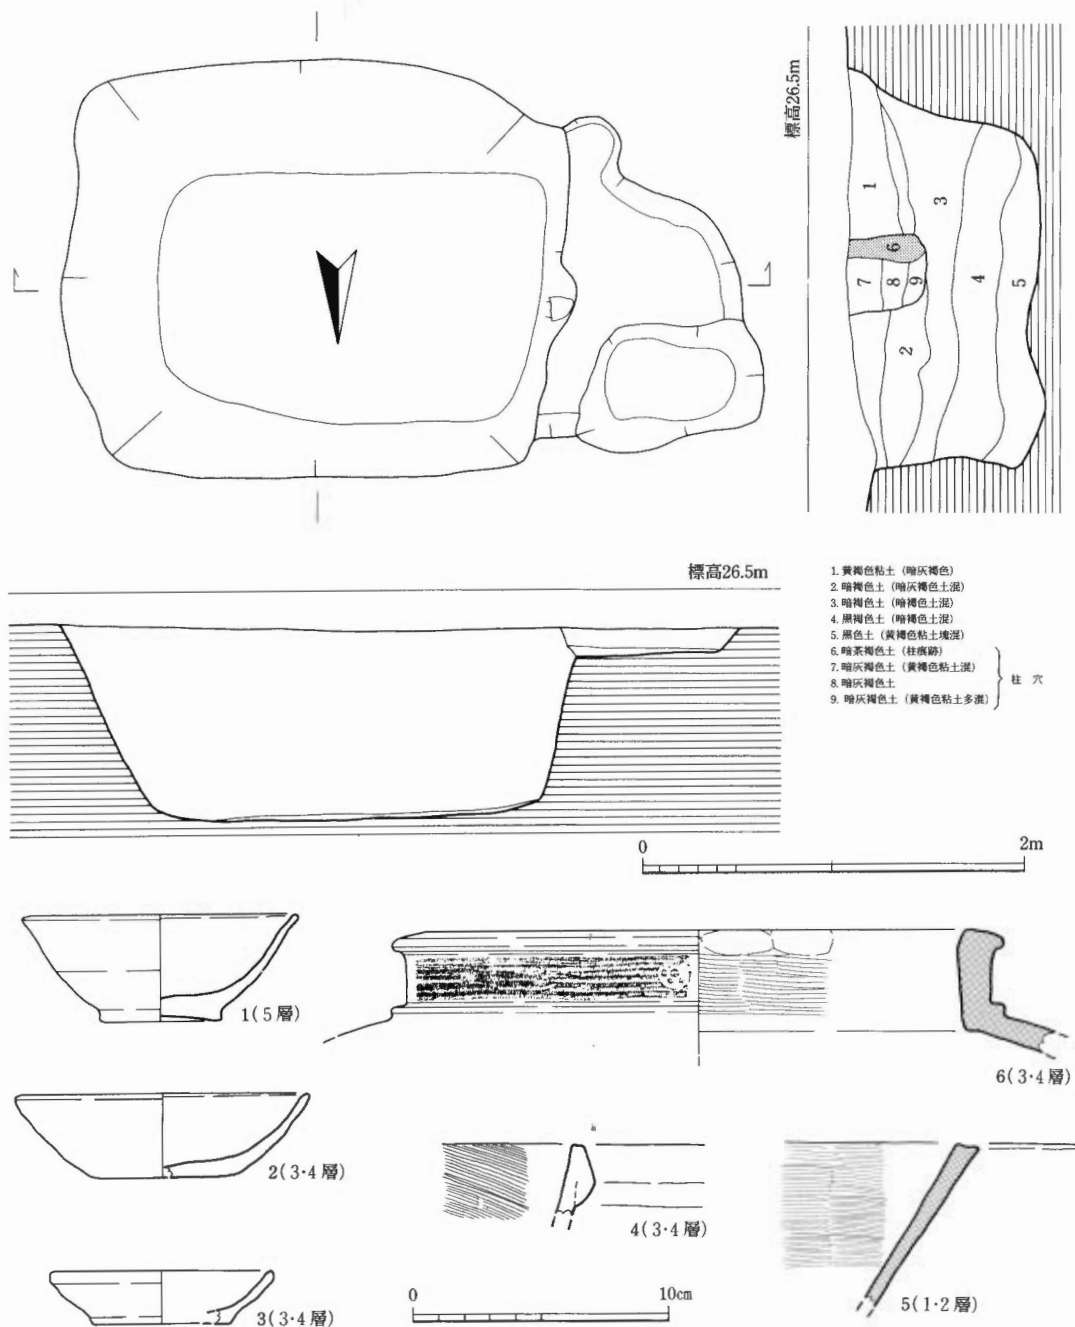 標高26.5m
1
3
6
7
8
9
4
5
2
標高26.5m
1. 黄褐色粘土（暗灰褐色）
2. 暗褐色土（暗灰褐色土混）
3. 暗褐色土（暗褐色土混）
4. 黒褐色土（暗褐色土混）
5. 黒色土（黄褐色粘土塊混）
6. 暗茶褐色土（柱痕跡）
7. 暗灰褐色土（黄褐色粘土混）
8. 暗灰褐色土
9. 暗灰褐色土（黄褐色粘土多混）
柱 穴
0 2m
1(5層)
6(3·4層)
2(3·4層)
4(3·4層)
3(3·4層)
0 10cm
5(1·2層)